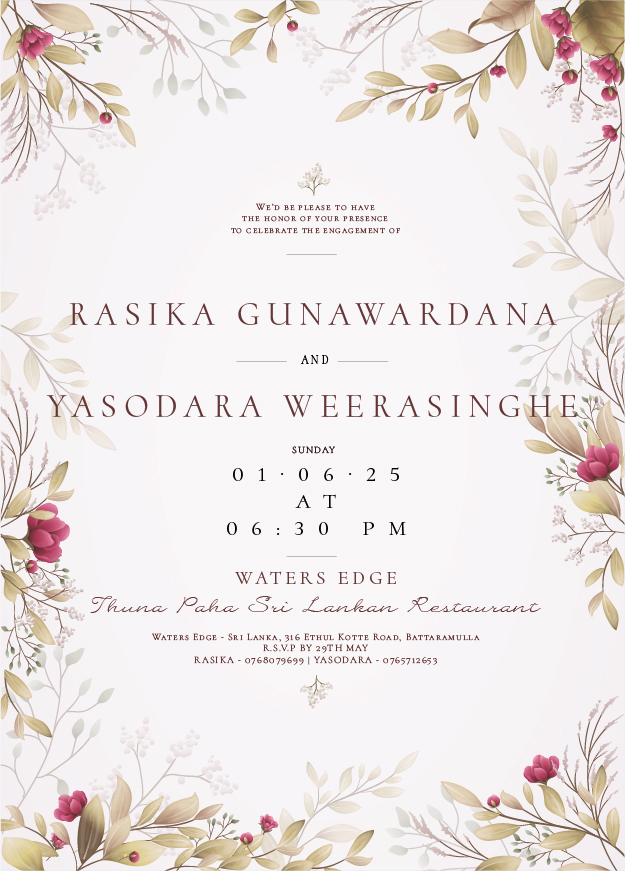 WE'D BE PLEASE TO HAVE
THE HONOR OF YOUR PRESENCE
TO CELEBRATE THE ENGAGEMENT OF
RASIKA GUNAWARDANA
AND
YASODARA WEERASINGHE
SUNDAY
01·06·25
AT
06:30 PM
WATERS EDGE
Thuna Paha Sri Lankan Restaurant
WATERS EDGE - SRI LANKA, 316 ETHUL KOTTE ROAD, BATTARAMULLA
R.S.V.P BY 29TH MAY
RASIKA - 0768079699 | YASODARA - 0765712653